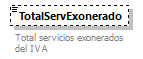 TotalServExonerado
Total servicios exonerados
del IVA